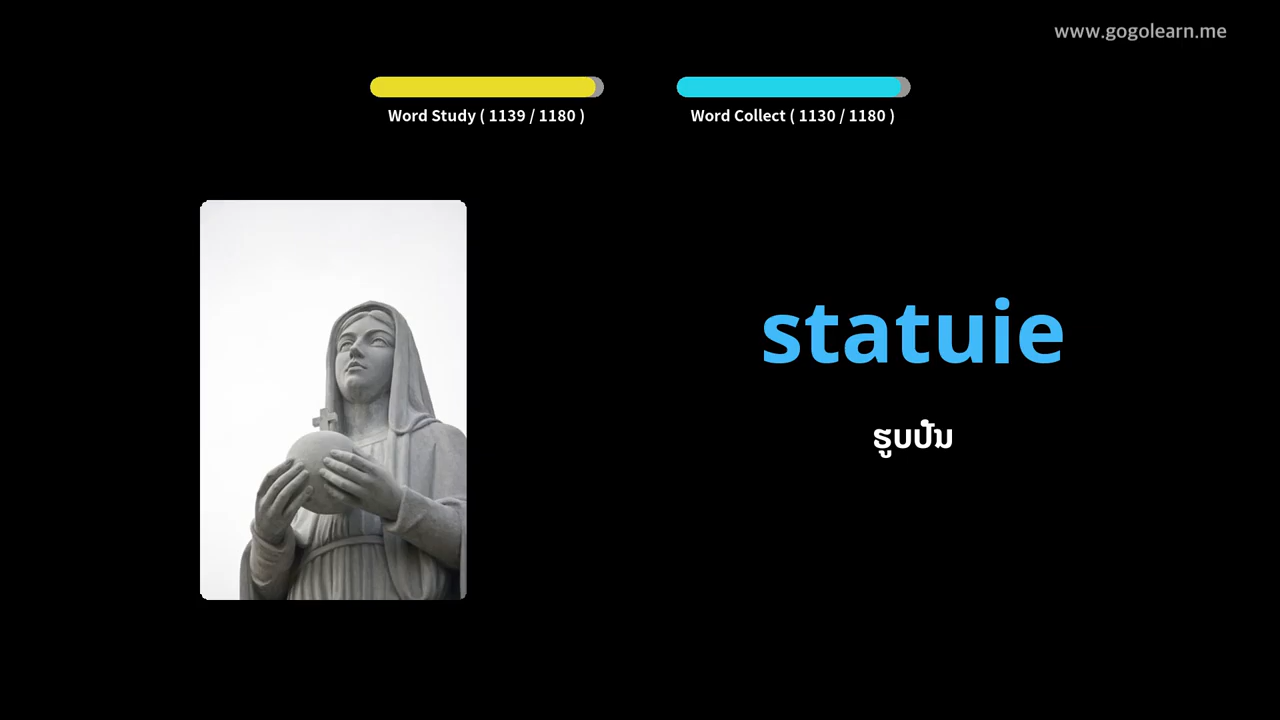 www.gogolearn.me
Word Study ( 1139 / 1180 )
Word Collect ( 1130 / 1180 )
statuie
ຮູບປັ້ນ